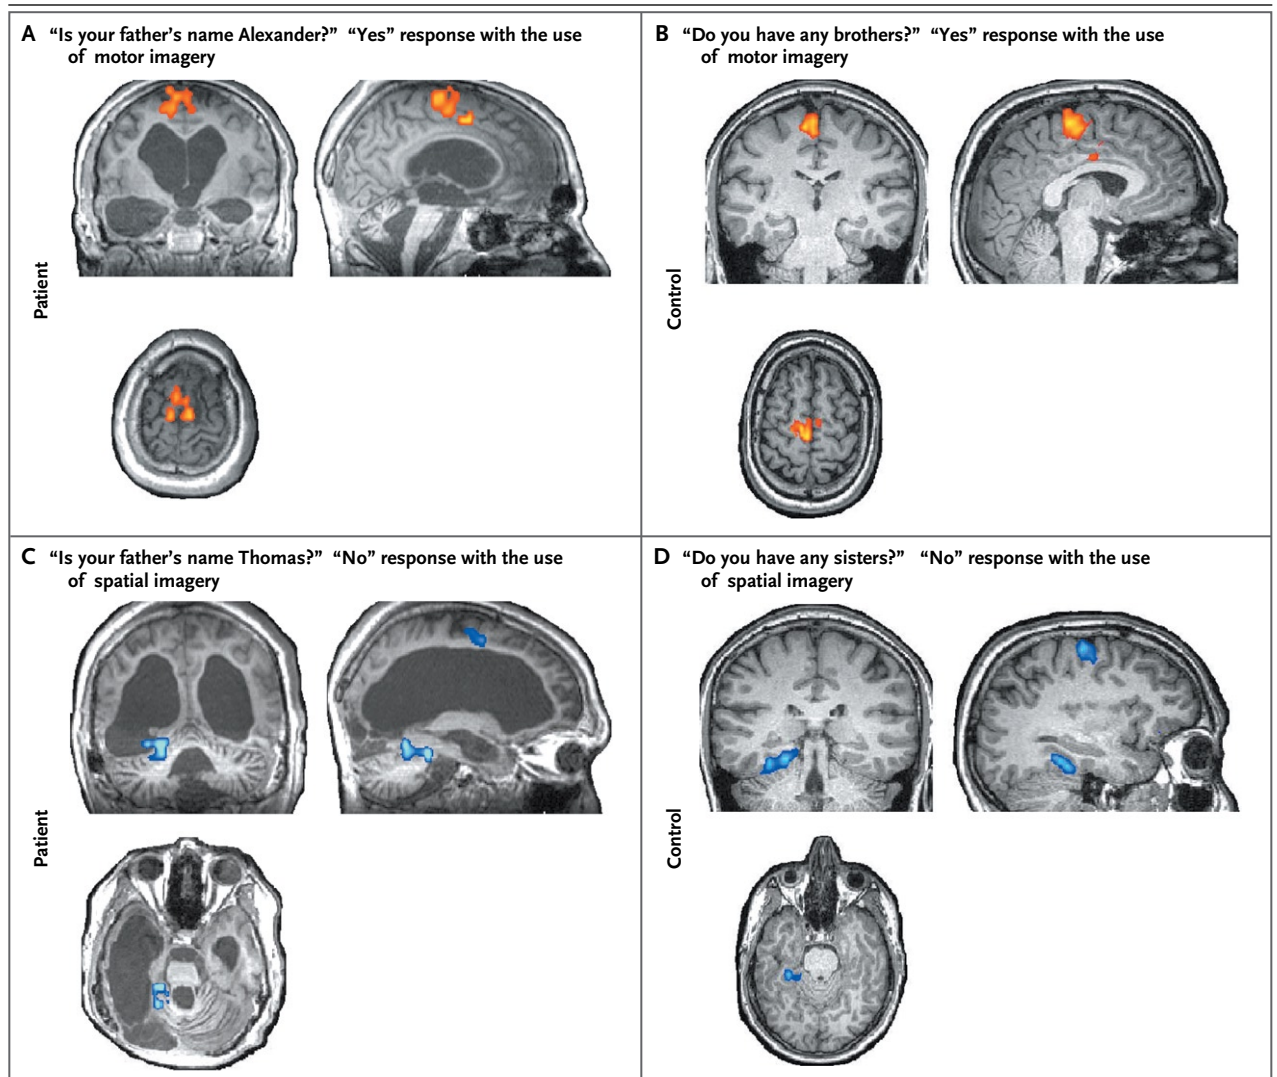 A "Is your father's name Alexander?" "Yes" response with the use
of motor imagery
Patient
B "Do you have any brothers?" "Yes" response with the use
of motor imagery
Control
C "Is your father's name Thomas?" "No" response with the use
of spatial imagery
Patient
D "Do you have any sisters?" "No" response with the use
of spatial imagery
Control